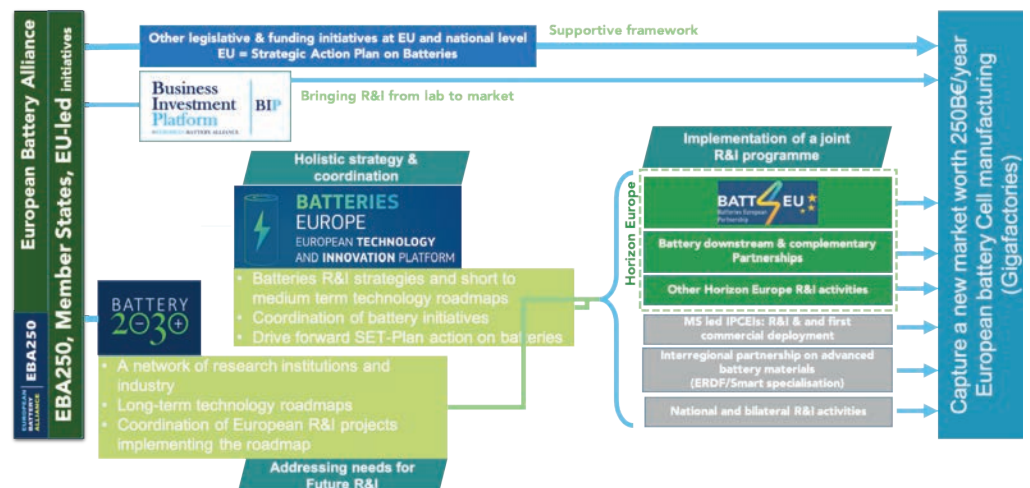 European Battery Alliance
EBA250, Member States, EU-led initiatives
EUROPEAN
BATTERY
ALLIANCE
EBA250
Other legislative & funding initiatives at EU and national level
EU = Strategic Action Plan on Batteries
Supportive framework
Business
Investment
Platform
BIP
Bringing R&I from lab to market
Holistic strategy &
coordination
BATTERIES
EUROPE
EUROPEAN TECHNOLOGY
AND INNOVATION PLATFORM
• Batteries R&I strategies and short to
medium term technology roadmaps
• Coordination of battery initiatives
• Drive forward SET-Plan action on batteries
BATTERY
2030+
• A network of research institutions and
industry
• Long-term technology roadmaps
• Coordination of European R&I projects
implementing the roadmap
Addressing needs for
Future R&I
Implementation of a joint
R&I programme
Horizon Europe
BATT4EU
Batteries European
Partnership
Battery downstream & complementary
Partnerships
Other Horizon Europe R&I activities
MS led IPCEIs: R&I & and first
commercial deployment
Interregional partnership on advanced
battery materials
(ERDF/Smart specialisation)
National and bilateral R&I activities
Capture a new market worth 250B€/year
European battery Cell manufacturing
(Gigafactories)